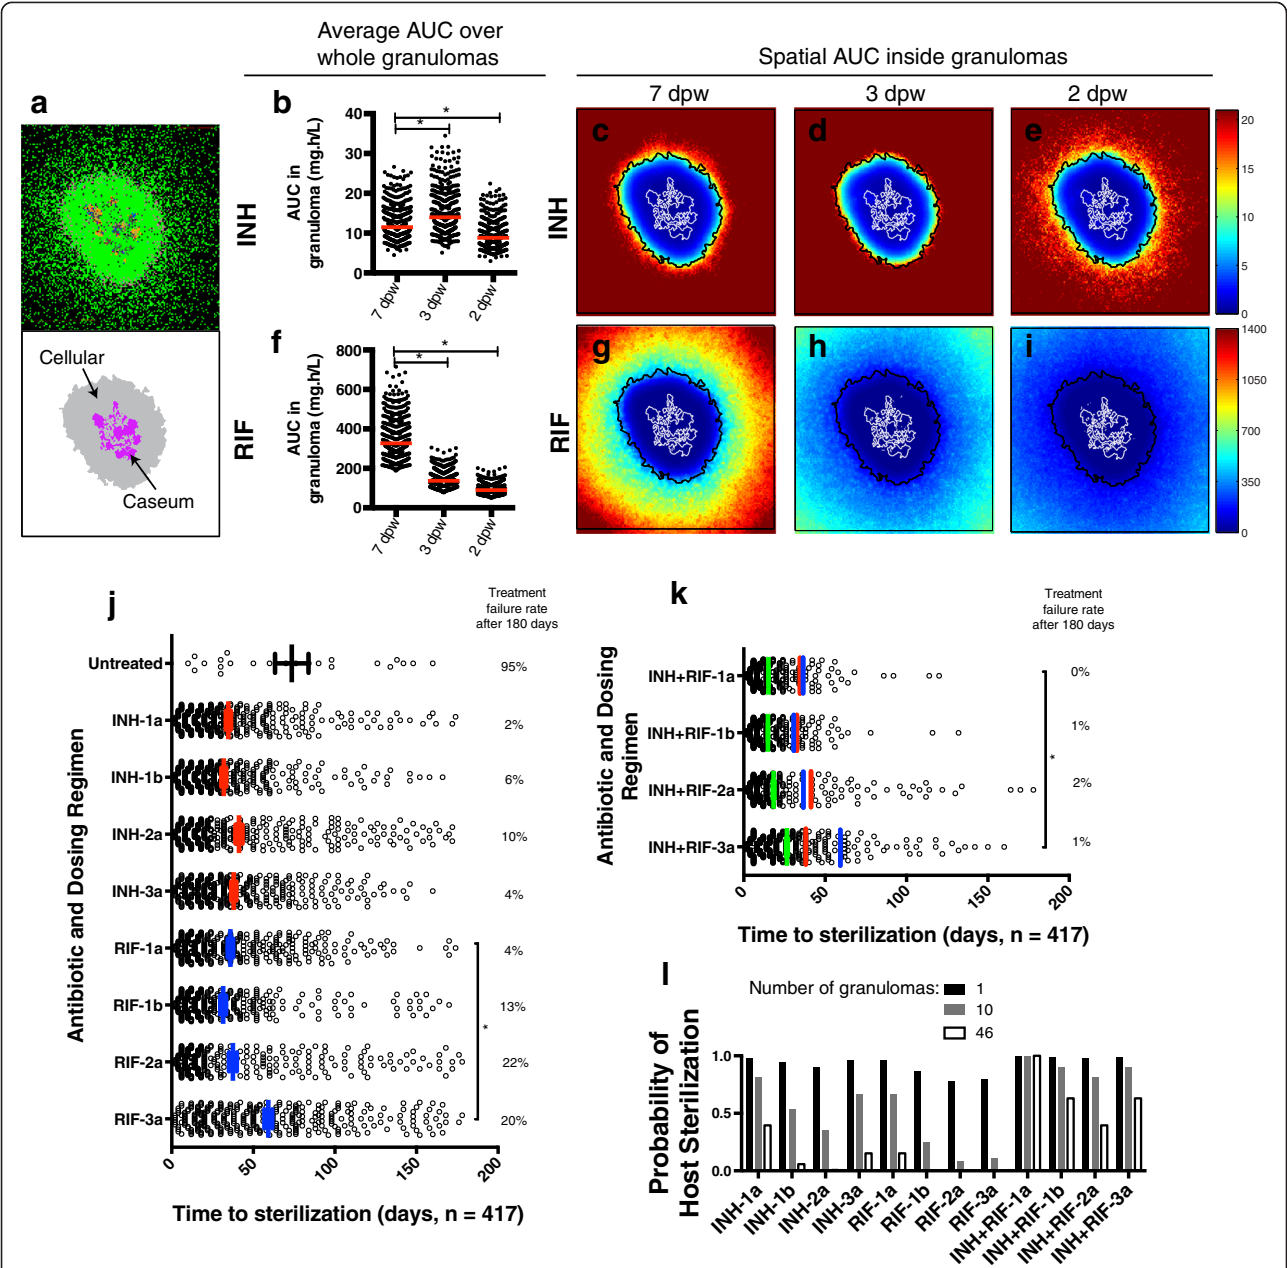 Average AUC over
whole granulomas
Spatial AUC inside granulomas
7 dpw
3 dpw
2 dpw
a
b
AUC in
granuloma (mg.h/L)
INH
40
30
20
10
0
7 dpw
3 dpw
2 dpw
*
*
c
d
e
INH
20
15
10
5
0
Cellular
Caseum
f
AUC in
granuloma (mg.h/L)
RIF
800
600
400
200
0
7 dpw
3 dpw
2 dpw
*
*
g
h
i
RIF
1400
1050
700
350
0
j
Treatment
failure rate
after 180 days
Antibiotic and Dosing Regimen
Untreated
95%
INH-1a
2%
INH-1b
6%
INH-2a
10%
INH-3a
4%
RIF-1a
4%
RIF-1b
13%
RIF-2a
22%
RIF-3a
20%
*
0
50
100
150
200
Time to sterilization (days, n = 417)
k
Treatment
failure rate
after 180 days
Antibiotic and Dosing
Regimen
INH+RIF-1a
0%
INH+RIF-1b
1%
INH+RIF-2a
2%
INH+RIF-3a
1%
*
0
50
100
150
200
Time to sterilization (days, n = 417)
l
Number of granulomas:
1
10
46
Probability of
Host Sterilization
1.0
0.5
0.0
INH-1a
INH-1b
INH-2a
INH-3a
RIF-1a
RIF-1b
RIF-2a
RIF-3a
INH+RIF-1a
INH+RIF-1b
INH+RIF-2a
INH+RIF-3a